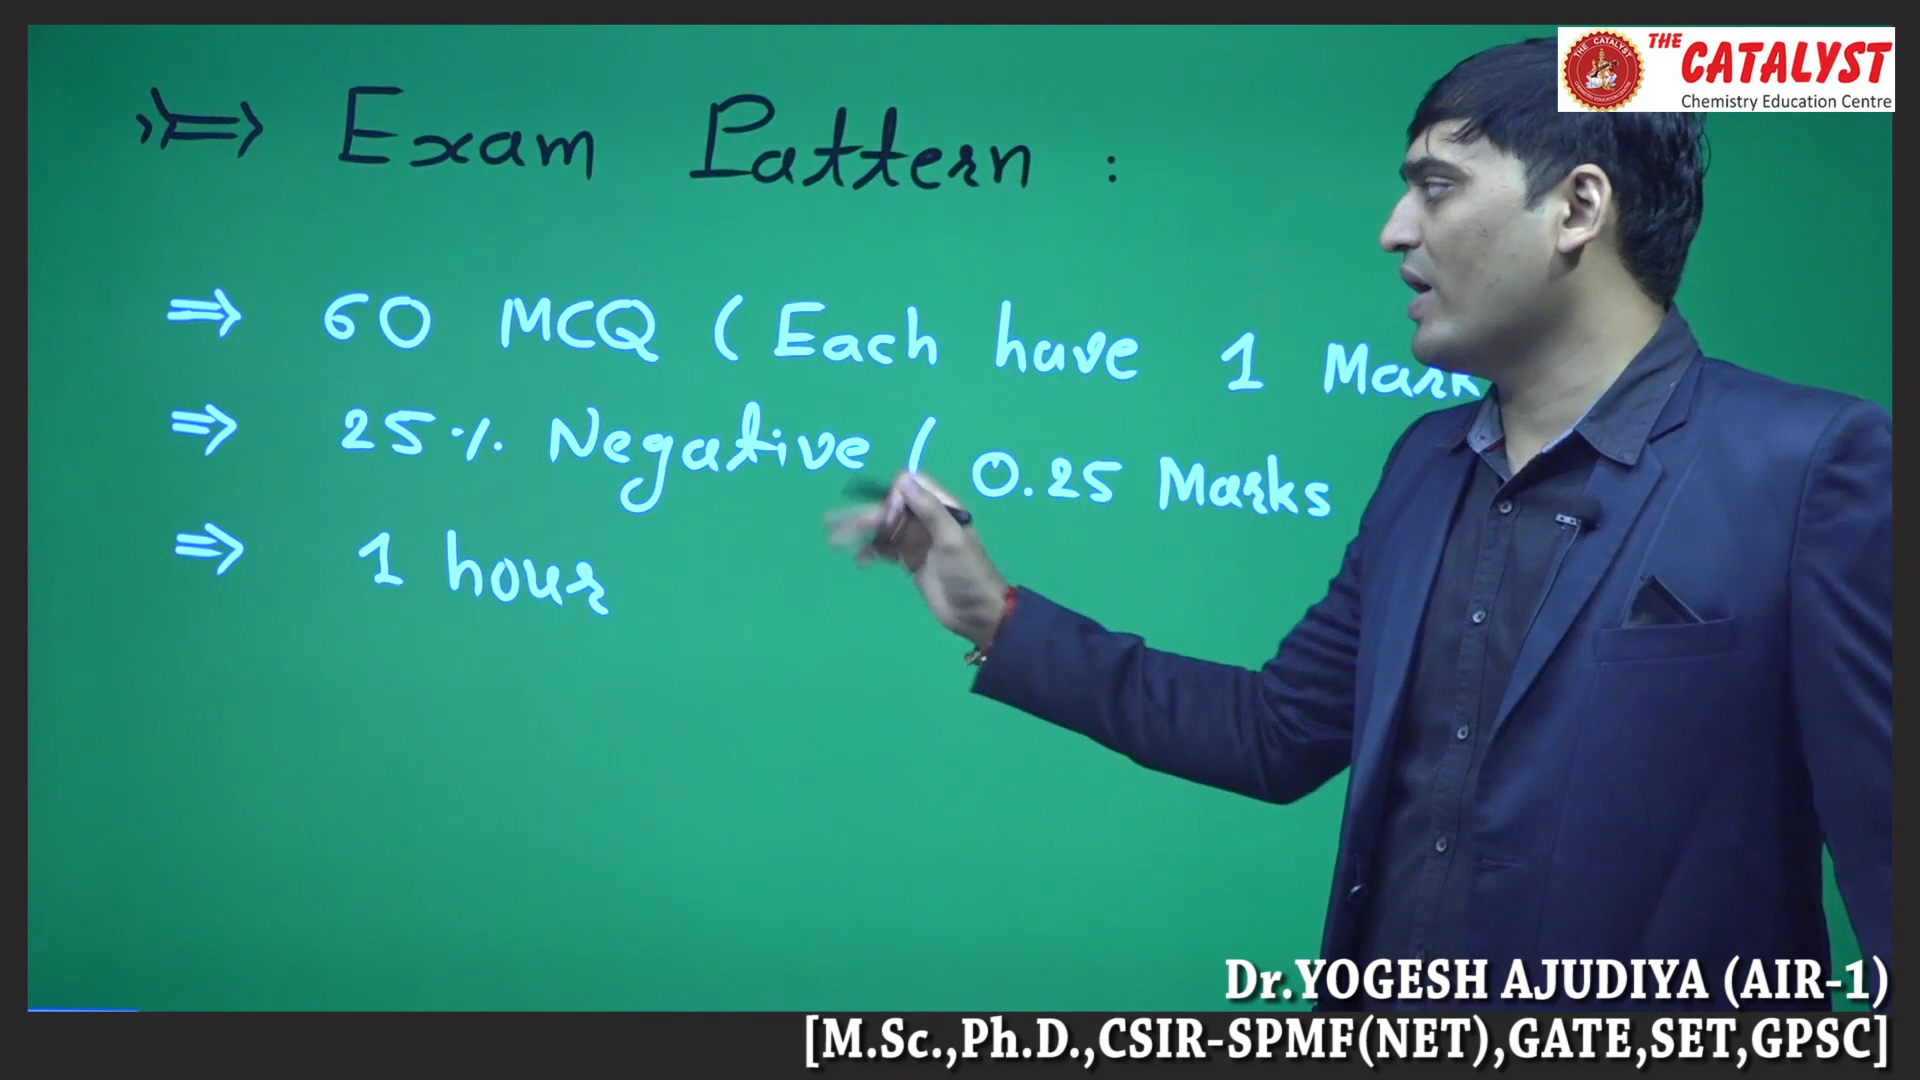 THE CATALYST
Chemistry Education Centre
Exam Pattern :
⇒ 60 MCQ (Each have 1 Mark
⇒ 25% Negative ( 0.25 Marks
⇒ 1 hour
Dr.YOGESH AJUDIYA (AIR-1)
[M.Sc.,Ph.D.,CSIR-SPMF(NET),GATE,SET,GPSC]